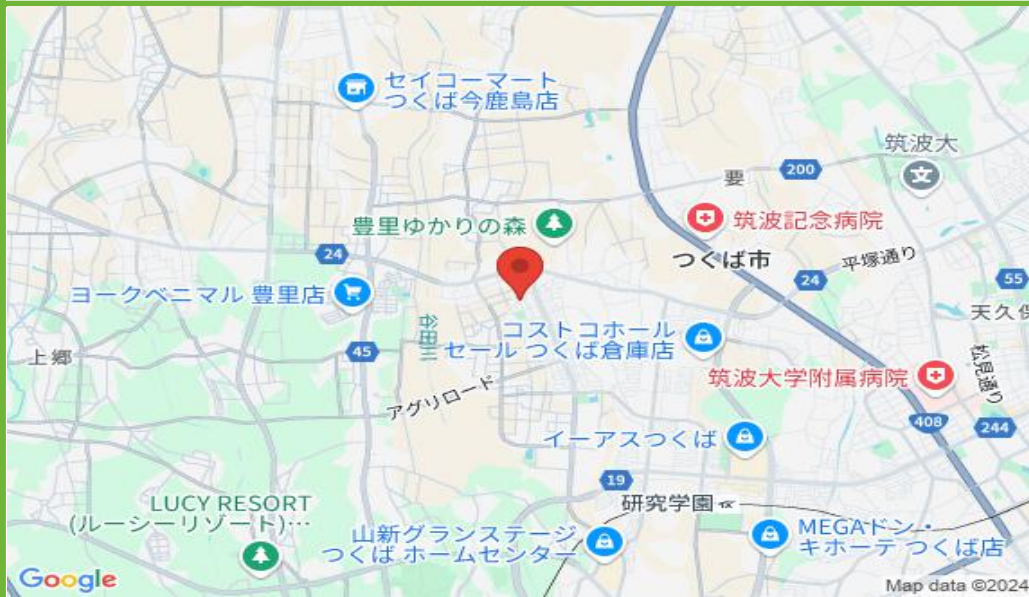 セイコーマート
つくば今鹿島店
筑波大
200
要
豊里ゆかりの森
筑波記念病院
24
つくば市
平塚通り
24
55
ヨークベニマル 豊里店
谷田川
コストコホール
セール つくば倉庫店
天久保
上郷
45
松見通り
筑波大学附属病院
アグリロード
408
244
イーアスつくば
19
LUCY RESORT
(ルーシーリゾート)…
研究学園
山新グランステージ
つくば ホームセンター
MEGAドン・
キホーテ つくば店
Google
Map data ©2024